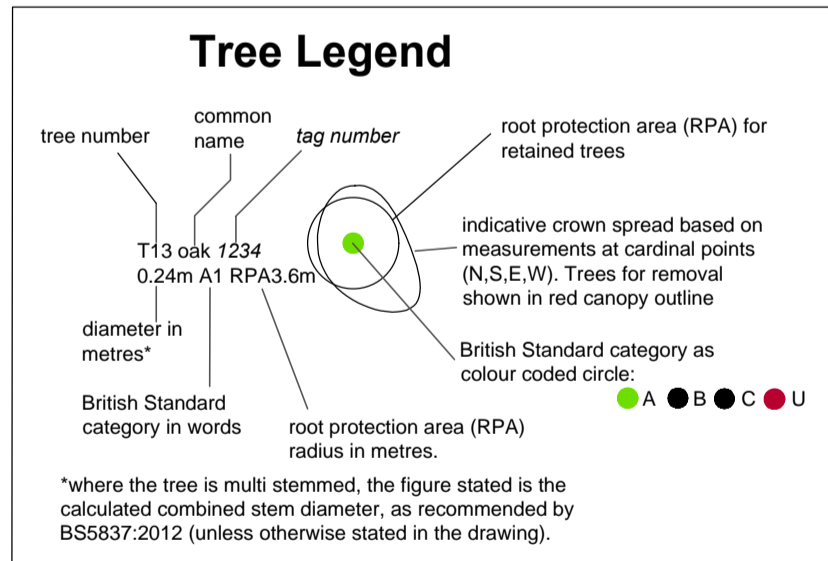 Tree Legend
common
name
tree number
tag number
root protection area (RPA) for
retained trees
T13 oak 1234
0.24m A1 RPA3.6m
indicative crown spread based on
measurements at cardinal points
(N,S,E,W). Trees for removal
shown in red canopy outline
diameter in
metres*
British Standard category as
colour coded circle:
A B C U
British Standard
category in words
root protection area (RPA)
radius in metres.
*where the tree is multi stemmed, the figure stated is the
calculated combined stem diameter, as recommended by
BS5837:2012 (unless otherwise stated in the drawing).